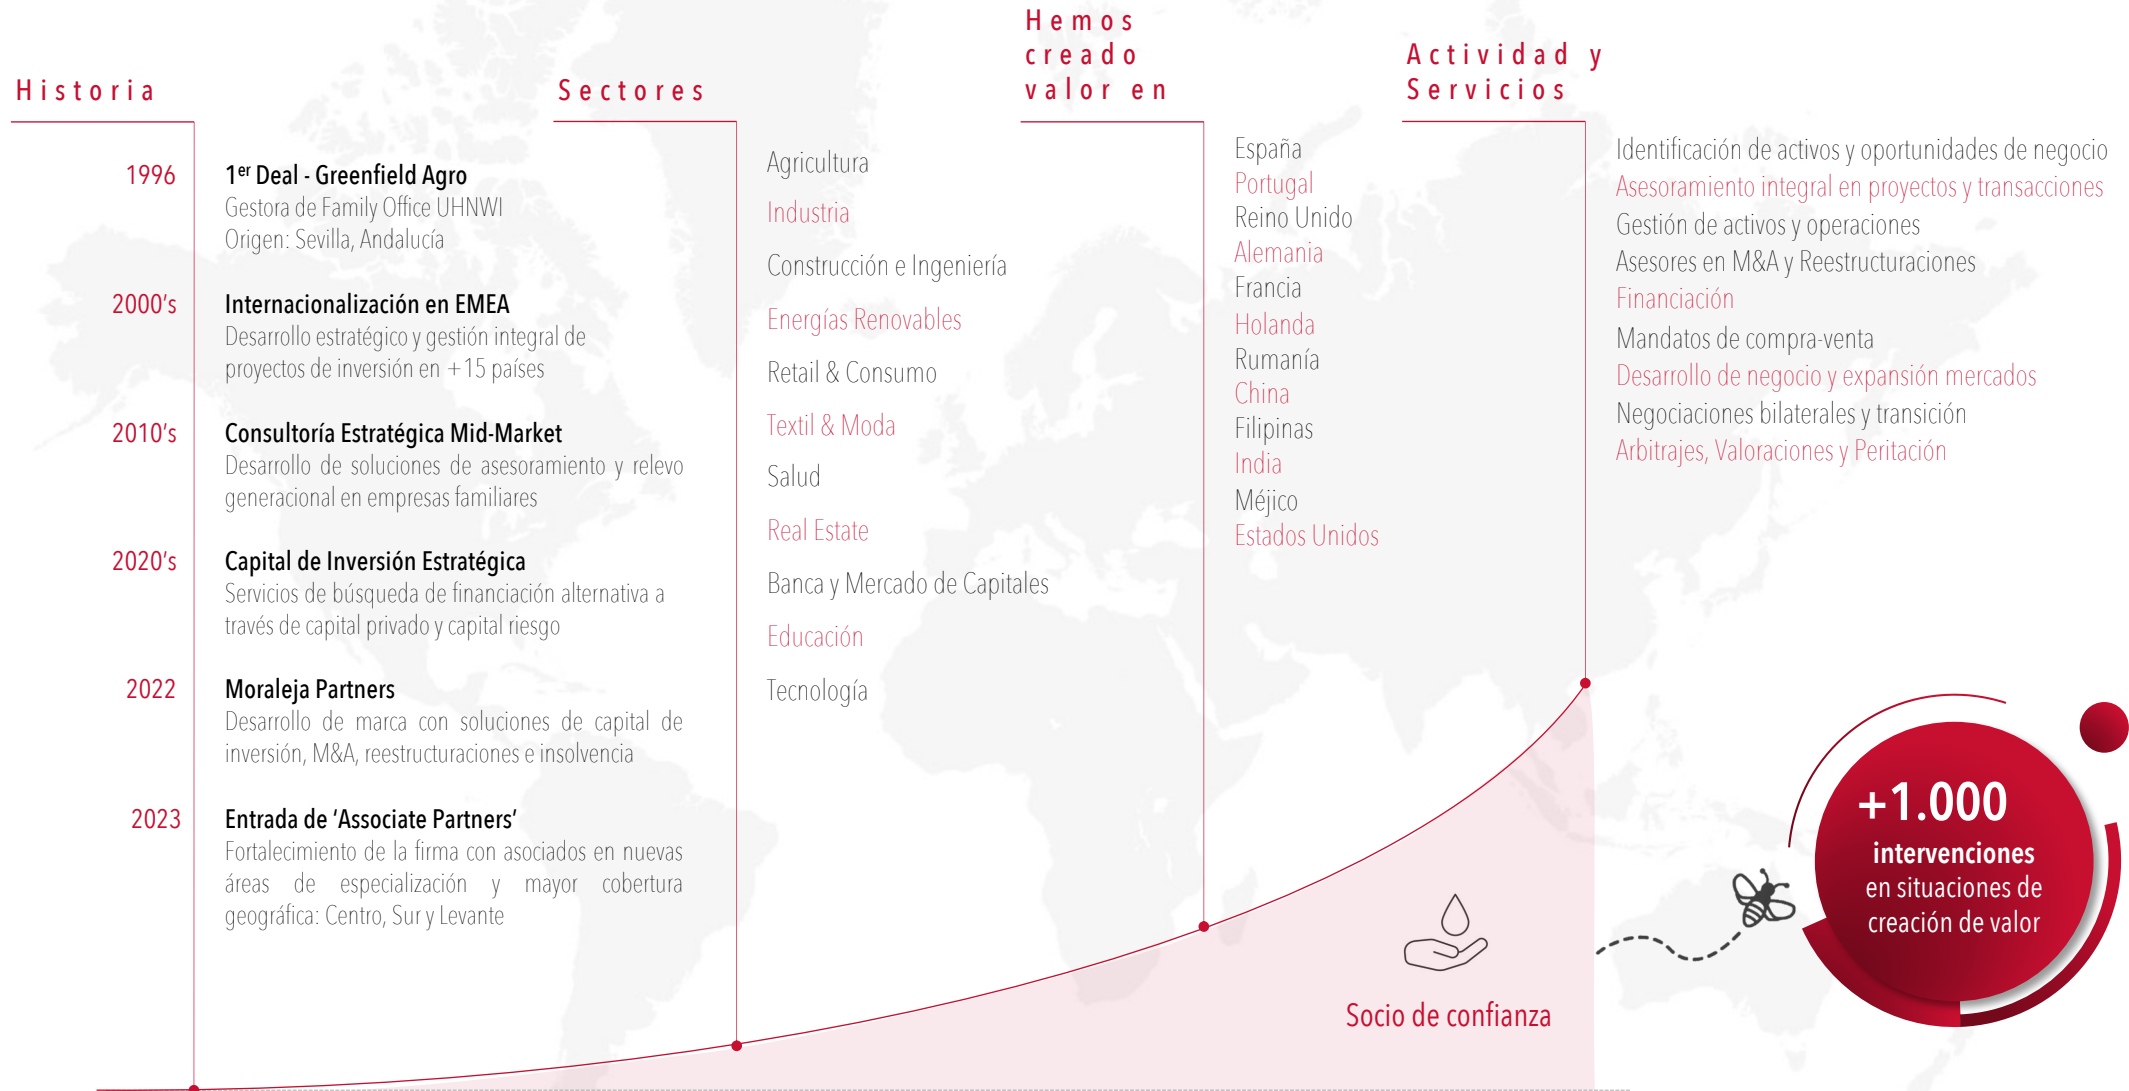 Historia
1996
1er Deal - Greenfield Agro
Gestora de Family Office UHNWI
Origen: Sevilla, Andalucía
2000's
Internacionalización en EMEA
Desarrollo estratégico y gestión integral de
proyectos de inversión en +15 países
2010's
Consultoría Estratégica Mid-Market
Desarrollo de soluciones de asesoramiento y relevo
generacional en empresas familiares
2020's
Capital de Inversión Estratégica
Servicios de búsqueda de financiación alternativa a
través de capital privado y capital riesgo
2022
Moraleja Partners
Desarrollo de marca con soluciones de capital de
inversión, M&A, reestructuraciones e insolvencia
2023
Entrada de 'Associate Partners'
Fortalecimiento de la firma con asociados en nuevas
áreas de especialización y mayor cobertura
geográfica: Centro, Sur y Levante
Sectores
Agricultura
Industria
Construcción e Ingeniería
Energías Renovables
Retail & Consumo
Textil & Moda
Salud
Real Estate
Banca y Mercado de Capitales
Educación
Tecnología
Hemos
creado
valor en
España
Portugal
Reino Unido
Alemania
Francia
Holanda
Rumanía
China
Filipinas
India
Méjico
Estados Unidos
Actividad y
Servicios
Identificación de activos y oportunidades de negocio
Asesoramiento integral en proyectos y transacciones
Gestión de activos y operaciones
Asesores en M&A y Reestructuraciones
Financiación
Mandatos de compra-venta
Desarrollo de negocio y expansión mercados
Negociaciones bilaterales y transición
Arbitrajes, Valoraciones y Peritación
+1.000
intervenciones
en situaciones de
creación de valor
Socio de confianza